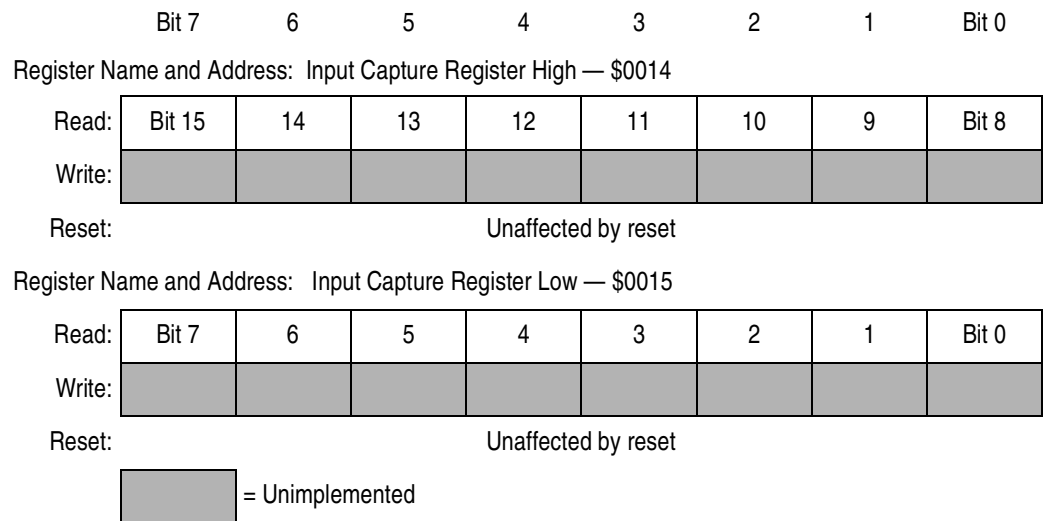 Bit 7 6 5 4 3 2 1 Bit 0
Register Name and Address: Input Capture Register High — $0014
Read: Bit 15 14 13 12 11 10 9 Bit 8
Write:
Reset: Unaffected by reset
Register Name and Address: Input Capture Register Low — $0015
Read: Bit 7 6 5 4 3 2 1 Bit 0
Write:
Reset: Unaffected by reset
= Unimplemented